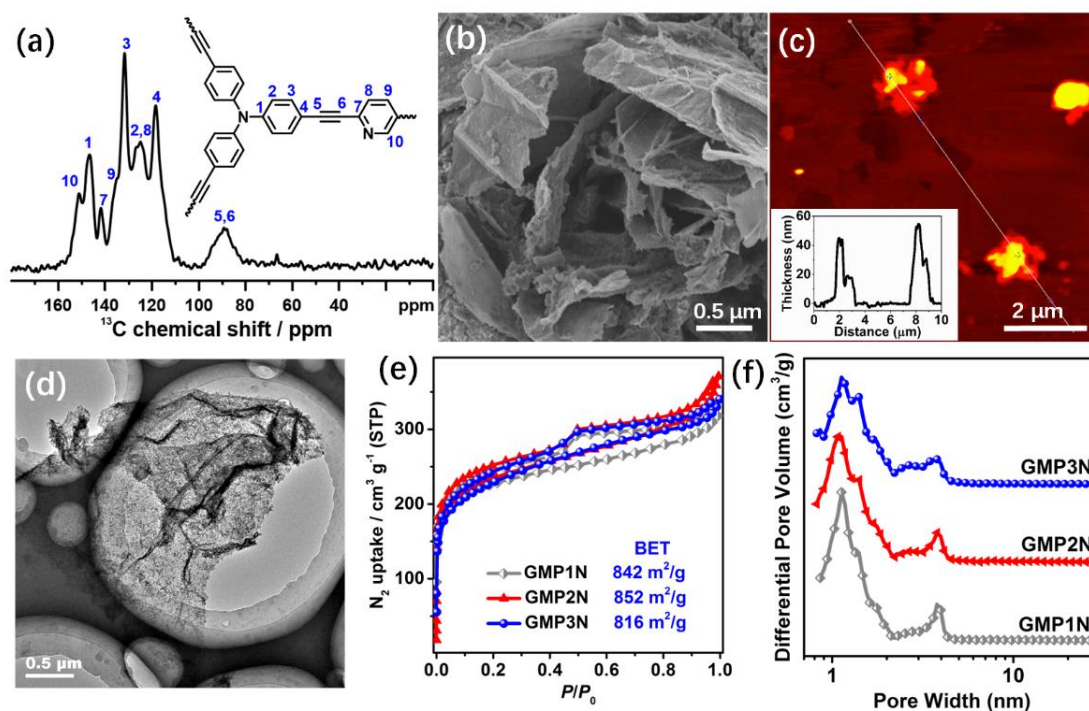 (a)
3
1
2,8
4
10
9
7
5,6
2
3
1
4
5
6
7
8
9
10
N
N
160
140
120
100
80
60
40
ppm
¹³C chemical shift / ppm
(b)
0.5 μm
(c)
Thickness (nm)
60
40
20
0
0 2 4 6 8 10
Distance (μm)
2 μm
(d)
0.5 μm
(e)
N₂ uptake / cm³ g⁻¹ (STP)
300
200
100
BET
GMP1N 842 m²/g
GMP2N 852 m²/g
GMP3N 816 m²/g
0.0 0.2 0.4 0.6 0.8 1.0
P/P₀
(f)
Differential Pore Volume (cm³/g)
GMP3N
GMP2N
GMP1N
1 10
Pore Width (nm)